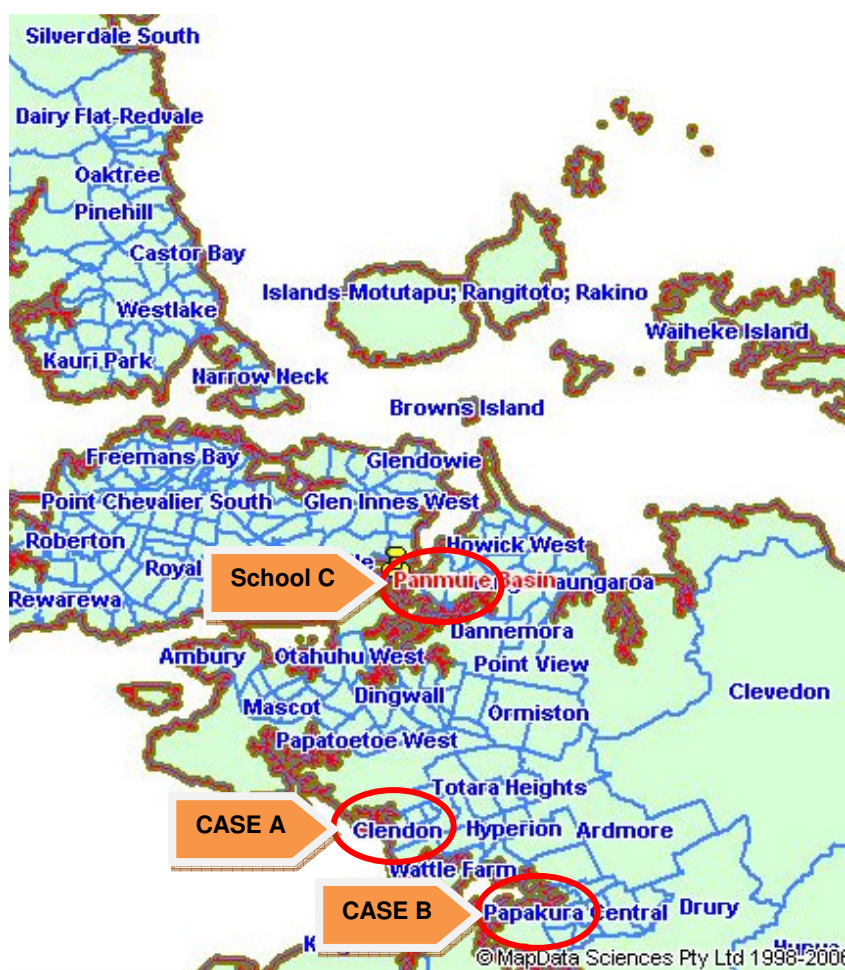 Silverdale South
Dairy Flat-Redvale
Oaktree
Pinehill
Castor Bay
Islands-Motutapu; Rangitoto; Rakino
Westlake
Waiheke Island
Kauri Park
Narrow Neck
Browns Island
Freemans Bay
Glendowie
Point Chevalier South
Glen Innes West
Roberton
Howick West
Royal
School C
Panmure Basin
aungaroa
Rewarewa
Dannemora
Ambury
Otahuhu West
Point View
Clevedon
Dingwall
Mascot
Ormiston
Papatoetoe West
Totara Heights
CASE A
Clendon
Hyperion
Ardmore
Wattle Farm
CASE B
Papakura Central
Drury
© MapData Sciences Pty Ltd 1998-2006